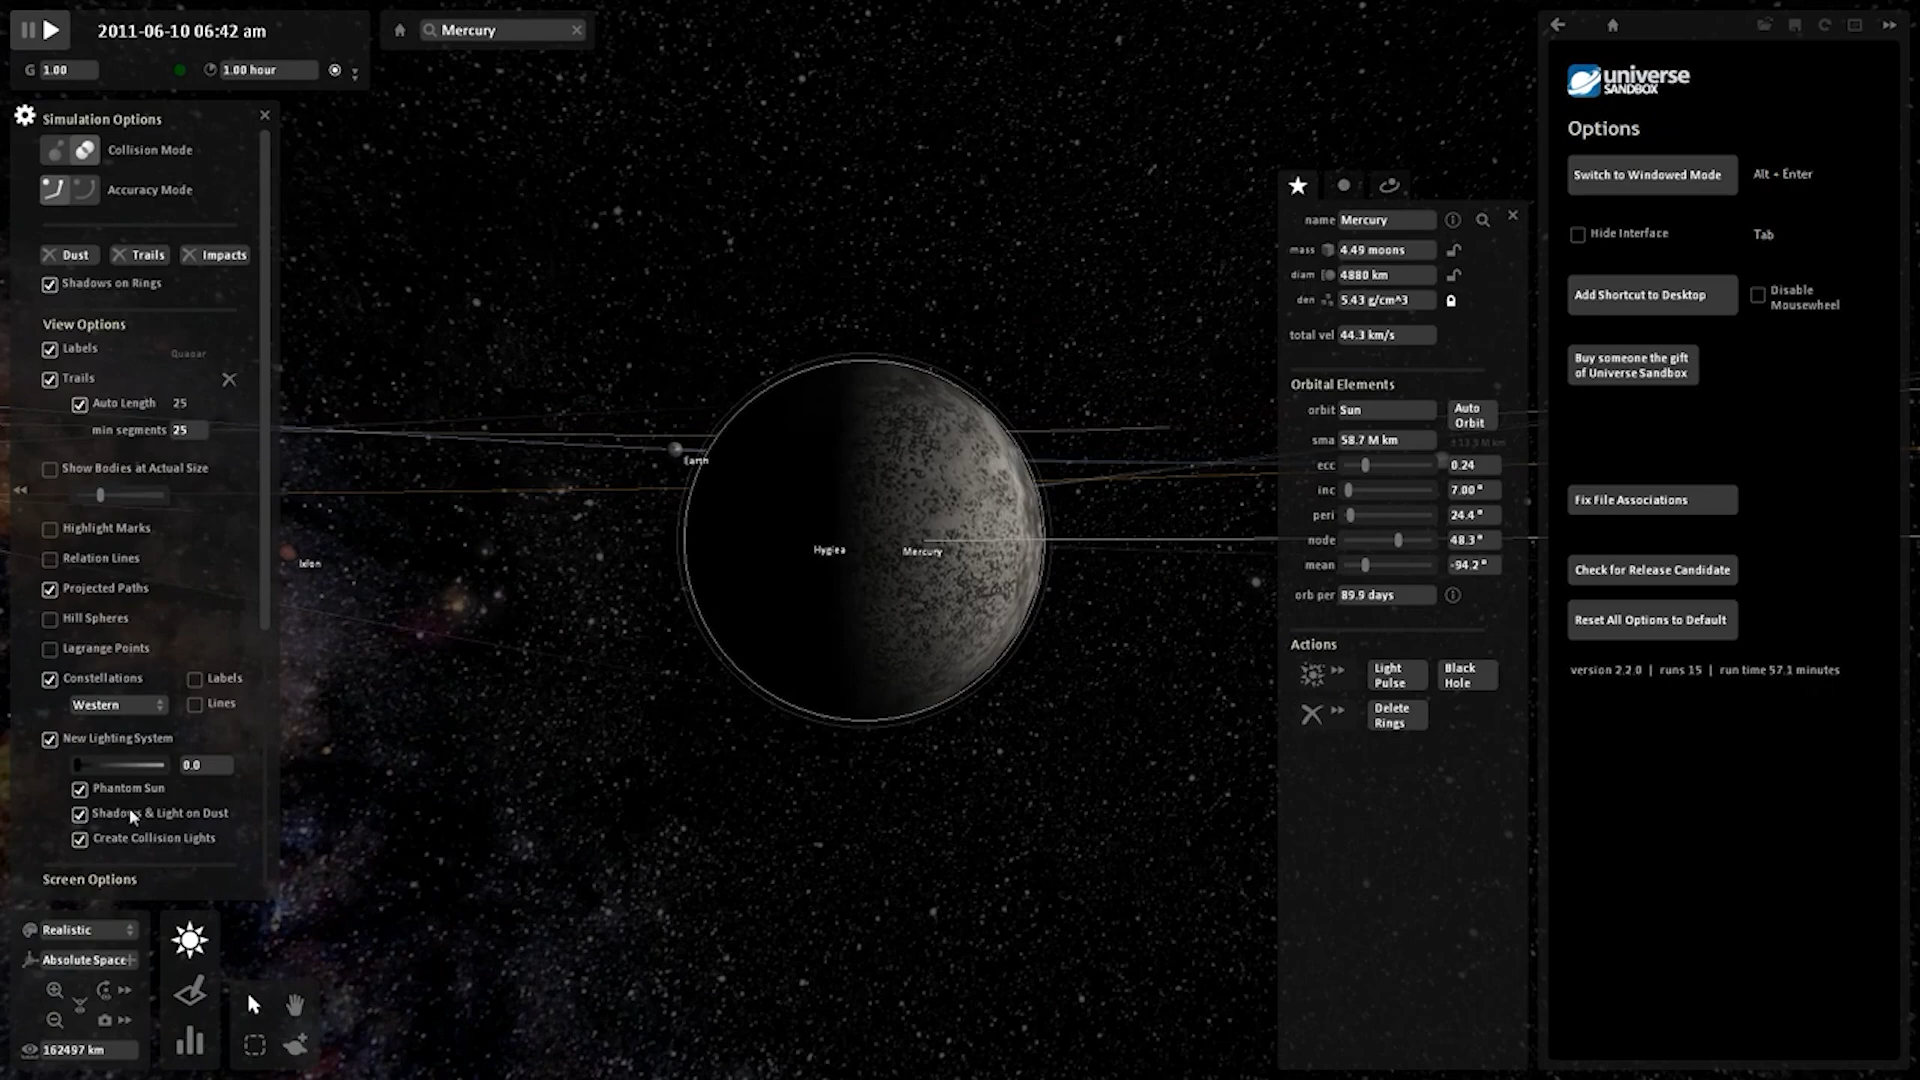 2011-06-10 06:42 am
G 1.00
1.00 hour
Mercury
Simulation Options
Collision Mode
Accuracy Mode
Dust
Trails
Impacts
Shadows on Rings
View Options
Labels
Quaoar
Trails
Auto Length 25
min segments 25
Show Bodies at Actual Size
Highlight Marks
Relation Lines
Projected Paths
Hill Spheres
Lagrange Points
Constellations
Labels
Western
Lines
New Lighting System
0.0
Phantom Sun
Shadows & Light on Dust
Create Collision Lights
Screen Options
Realistic
Absolute Space
162497 km
Earth
Ixion
Hygiea
Mercury
name Mercury
mass 4.49 moons
diam 4880 km
den 5.43 g/cm^3
total vel 44.3 km/s
Orbital Elements
orbit Sun
Auto
Orbit
sma 58.7 M km
ecc 0.24
inc 7.00°
peri 24.4°
node 48.3°
mean -94.2°
orb per 89.9 days
Actions
Light
Pulse
Black
Hole
Delete
Rings
universe
SANDBOX
Options
Switch to Windowed Mode
Alt + Enter
Hide Interface
Tab
Add Shortcut to Desktop
Disable
Mousewheel
Buy someone the gift
of Universe Sandbox
Fix File Associations
Check for Release Candidate
Reset All Options to Default
version 2.2.0 | runs 15 | run time 57.1 minutes